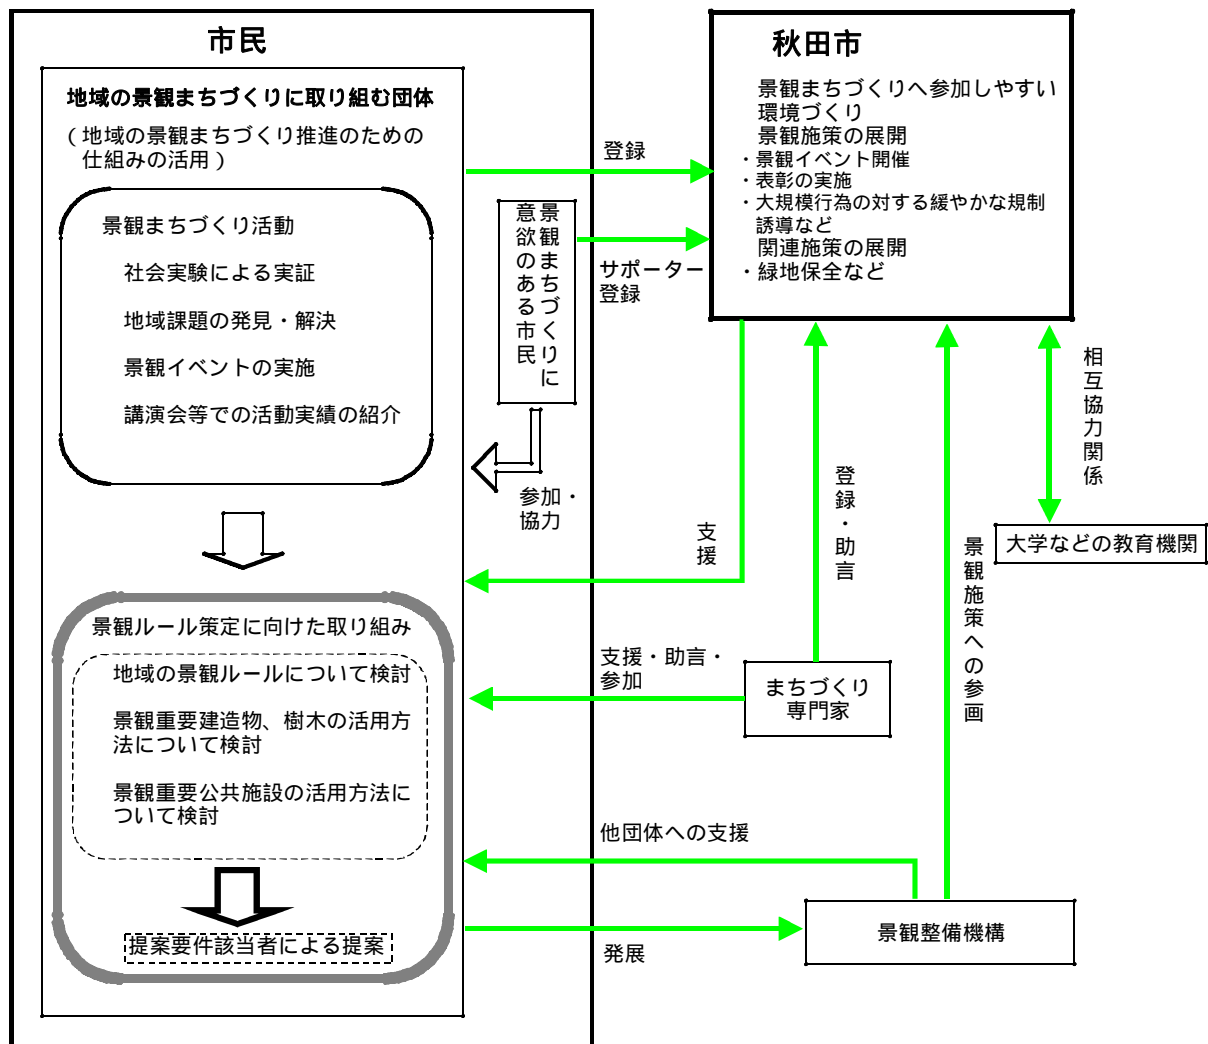 市民
地域の景観まちづくりに取り組む団体
（地域の景観まちづくり推進のための
仕組みの活用）
景観まちづくり活動
社会実験による実証
地域課題の発見・解決
景観イベントの実施
講演会等での活動実績の紹介
景観ルール策定に向けた取り組み
地域の景観ルールについて検討
景観重要建造物、樹木の活用方
法について検討
景観重要公共施設の活用方法に
ついて検討
提案要件該当者による提案
景観まちづくりに
意欲のある市民
参加・
協力
登録
サポーター
登録
秋田市
景観まちづくりへ参加しやすい
環境づくり
景観施策の展開
・景観イベント開催
・表彰の実施
・大規模行為の対する緩やかな規制
誘導など
関連施策の展開
・緑地保全など
支援
登録・助言
景観施策への参画
相互協力関係
大学などの教育機関
支援・助言・
参加
まちづくり
専門家
他団体への支援
発展
景観整備機構